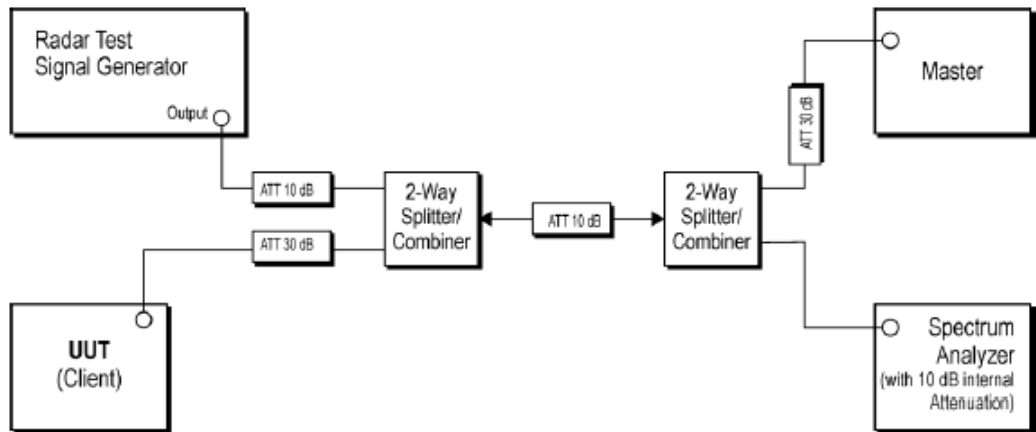 Radar Test
Signal Generator
Output
ATT 10 dB
2-Way
Splitter/
Combiner
ATT 30 dB
UUT
(Client)
ATT 10 dB
2-Way
Splitter/
Combiner
ATT 30 dB
Master
Spectrum
Analyzer
(with 10 dB internal
Attenuation)